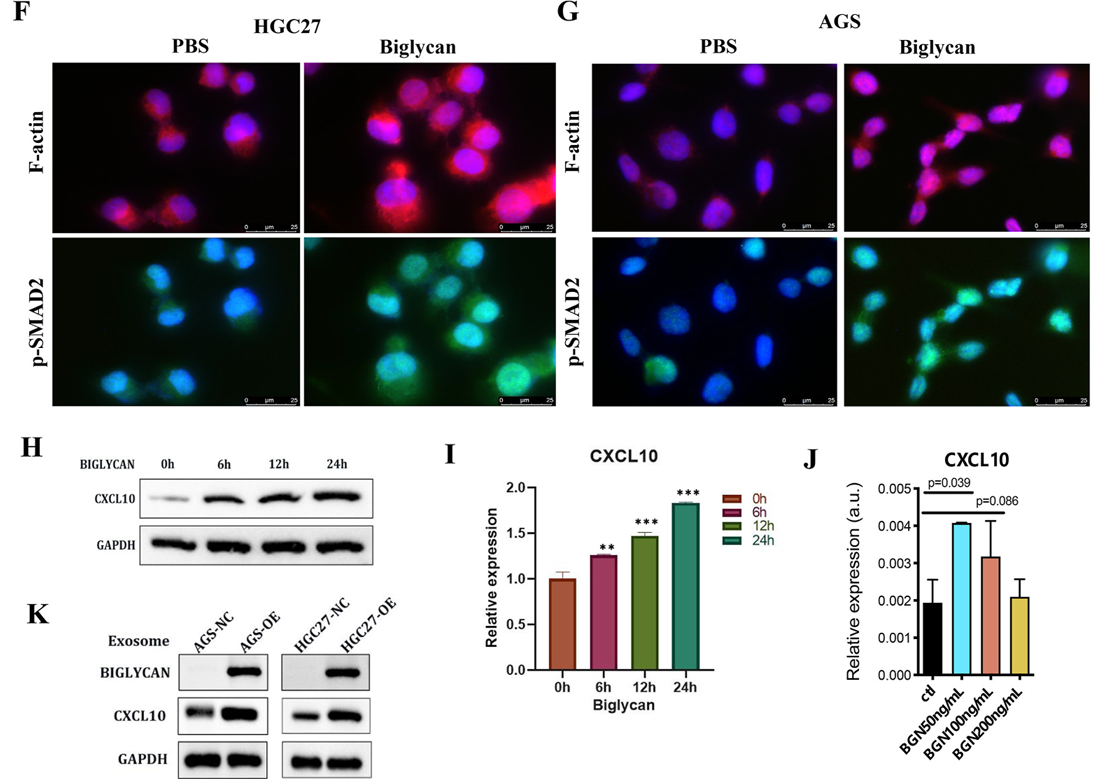 F
HGC27
PBS
Biglycan
G
AGS
PBS
Biglycan
F-actin
p-SMAD2
0 µm 25
0 µm 25
0 µm 25
0 µm 25
F-actin
p-SMAD2
0 µm 25
0 µm 25
0 µm 25
0 µm 25
H
BIGLYCAN 0h 6h 12h 24h
CXCL10
GAPDH
I
CXCL10
Relative expression
2.0
1.5
1.0
0.5
0.0
**
***
***
0h
6h
12h
24h
0h 6h 12h 24h
Biglycan
J
CXCL10
Relative expression (a.u.)
0.005
0.004
0.003
0.002
0.001
0.000
p=0.039
p=0.086
ctl
BGN50ng/mL
BGN100ng/mL
BGN200ng/mL
K
Exosome
AGS-NC
AGS-OE
HGC27-NC
HGC27-OE
BIGLYCAN
CXCL10
GAPDH